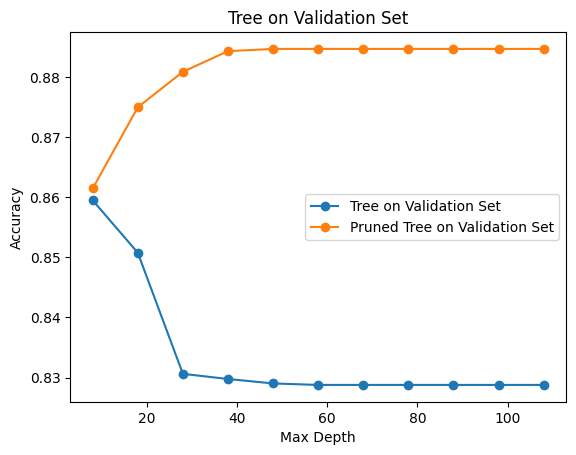 Tree on Validation Set
0.88
0.87
0.86
0.85
0.84
0.83
Accuracy
Tree on Validation Set
Pruned Tree on Validation Set
20 40 60 80 100
Max Depth